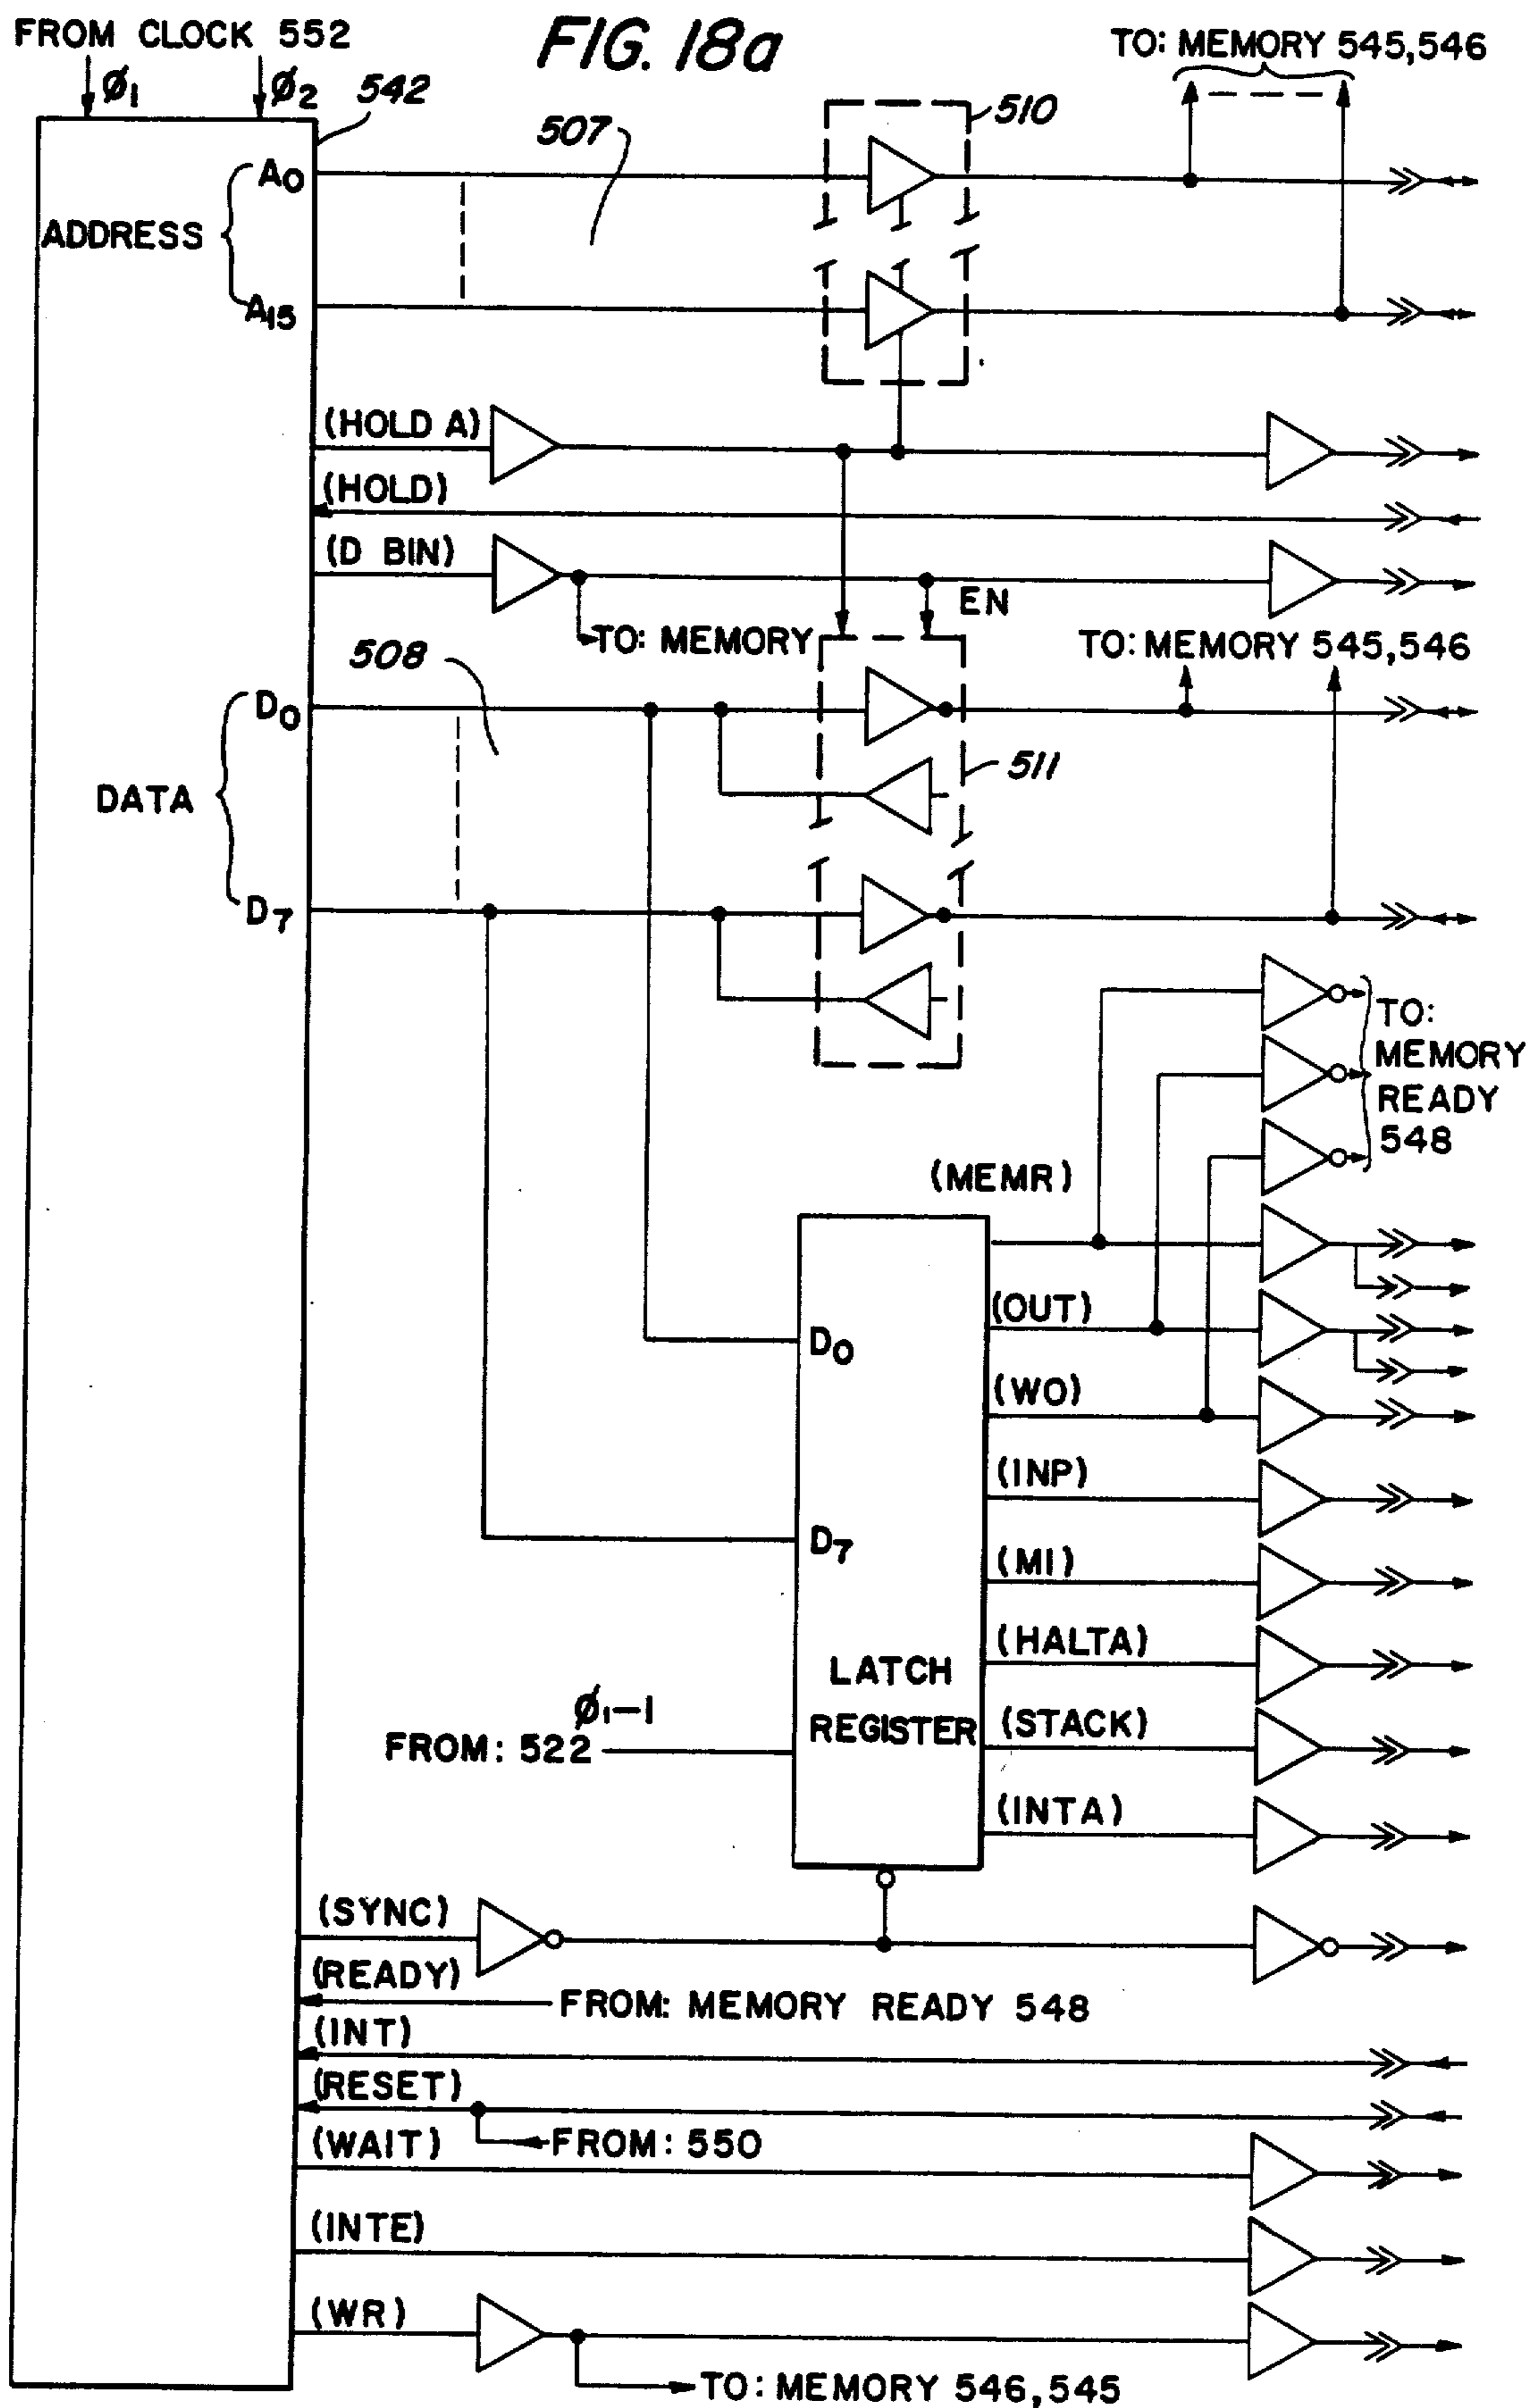 FROM CLOCK 552
FIG. 18a
TO: MEMORY 545,546
ϕ1
ϕ2
542
507
510
A0
ADDRESS
A15
(HOLD A)
(HOLD)
(D BIN)
EN
TO: MEMORY
TO: MEMORY 545,546
508
D0
511
DATA
D7
TO:
MEMORY
READY
548
(MEMR)
(OUT)
D0
(WO)
(INP)
D7
(MI)
(HALTA)
LATCH
REGISTER
ϕ1-1
FROM: 522
(STACK)
(INTA)
(SYNC)
(READY)
FROM: MEMORY READY 548
(INT)
(RESET)
FROM: 550
(WAIT)
(INTE)
(WR)
TO: MEMORY 546,545